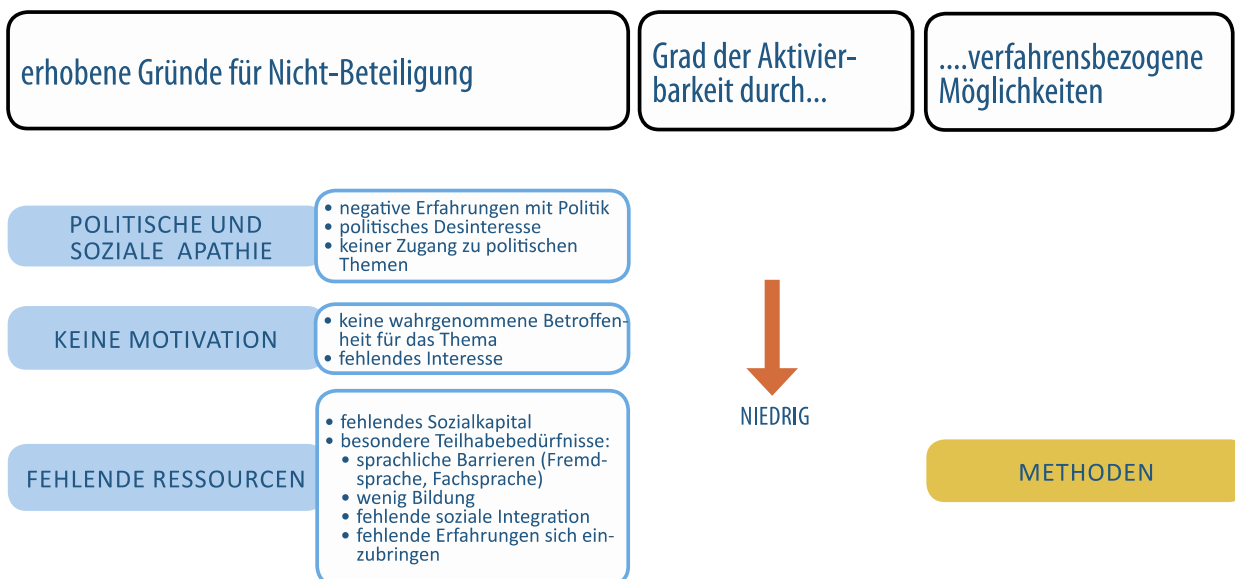 erhobene Gründe für Nicht-Beteiligung
Grad der Aktivier-
barkeit durch...
....verfahrensbezogene
Möglichkeiten
POLITISCHE UND
SOZIALE APATHIE
• negative Erfahrungen mit Politik
• politisches Desinteresse
• keiner Zugang zu politischen
Themen
KEINE MOTIVATION
• keine wahrgenommene Betroffen-
heit für das Thema
• fehlendes Interesse
NIEDRIG
FEHLENDE RESSOURCEN
• fehlendes Sozialkapital
• besondere Teilhabebedürfnisse:
• sprachliche Barrieren (Fremd-
sprache, Fachsprache)
• wenig Bildung
• fehlende soziale Integration
• fehlende Erfahrungen sich ein-
zubringen
METHODEN